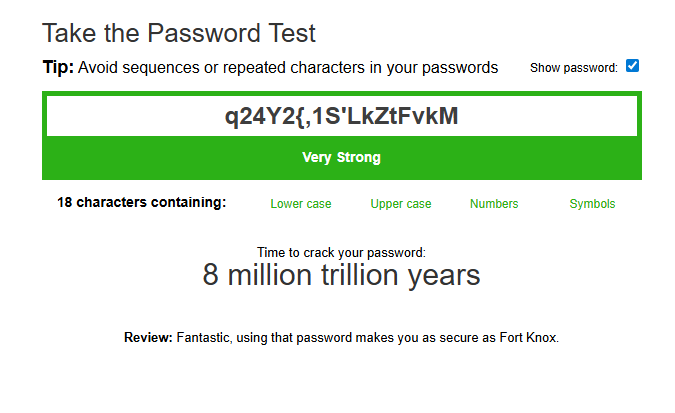 Take the Password Test
Tip: Avoid sequences or repeated characters in your passwords Show password:
q24Y2{,1S'LkZtFvkM
Very Strong
18 characters containing: Lower case Upper case Numbers Symbols
Time to crack your password:
8 million trillion years
Review: Fantastic, using that password makes you as secure as Fort Knox.